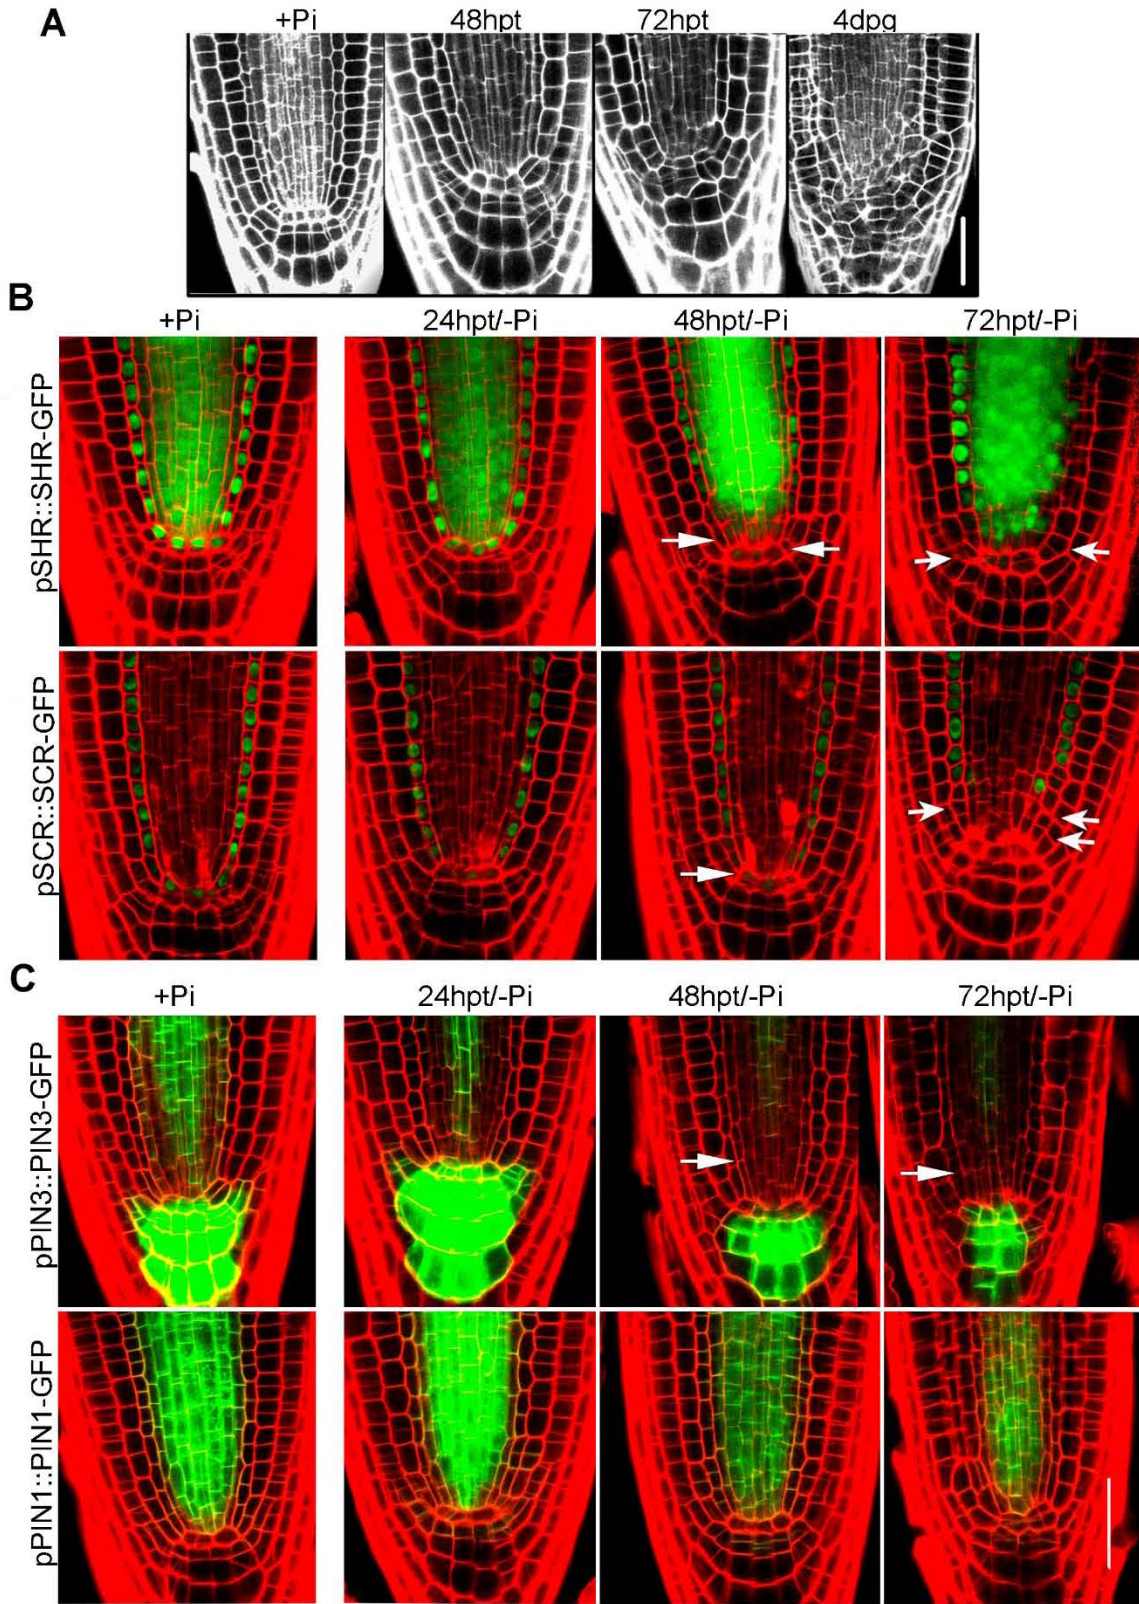 A
+Pi 48hpt 72hpt 4dpg
B
+Pi 24hpt/-Pi 48hpt/-Pi 72hpt/-Pi
pSHR::SHR-GFP
pSCR::SCR-GFP
C
+Pi 24hpt/-Pi 48hpt/-Pi 72hpt/-Pi
pPIN3::PIN3-GFP
pPIN1::PIN1-GFP